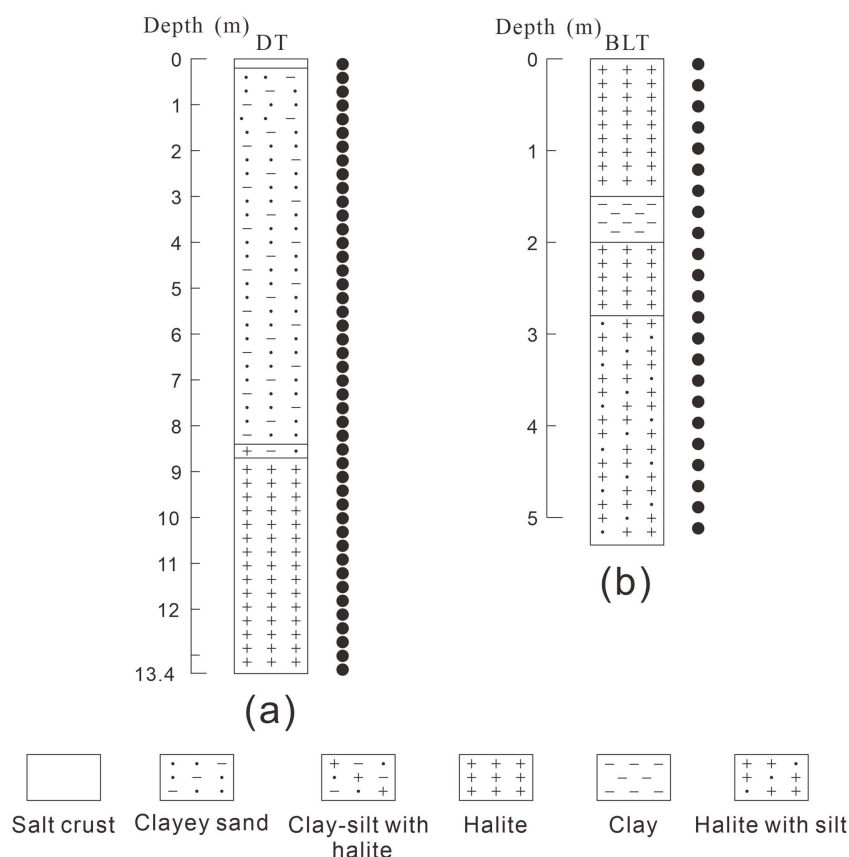 Depth (m)
DT
0
1
2
3
4
5
6
7
8
9
10
11
12
13.4
(a)
Depth (m)
BLT
0
1
2
3
4
5
(b)
Salt crust
Clayey sand
Clay-silt with
halite
Halite
Clay
Halite with silt